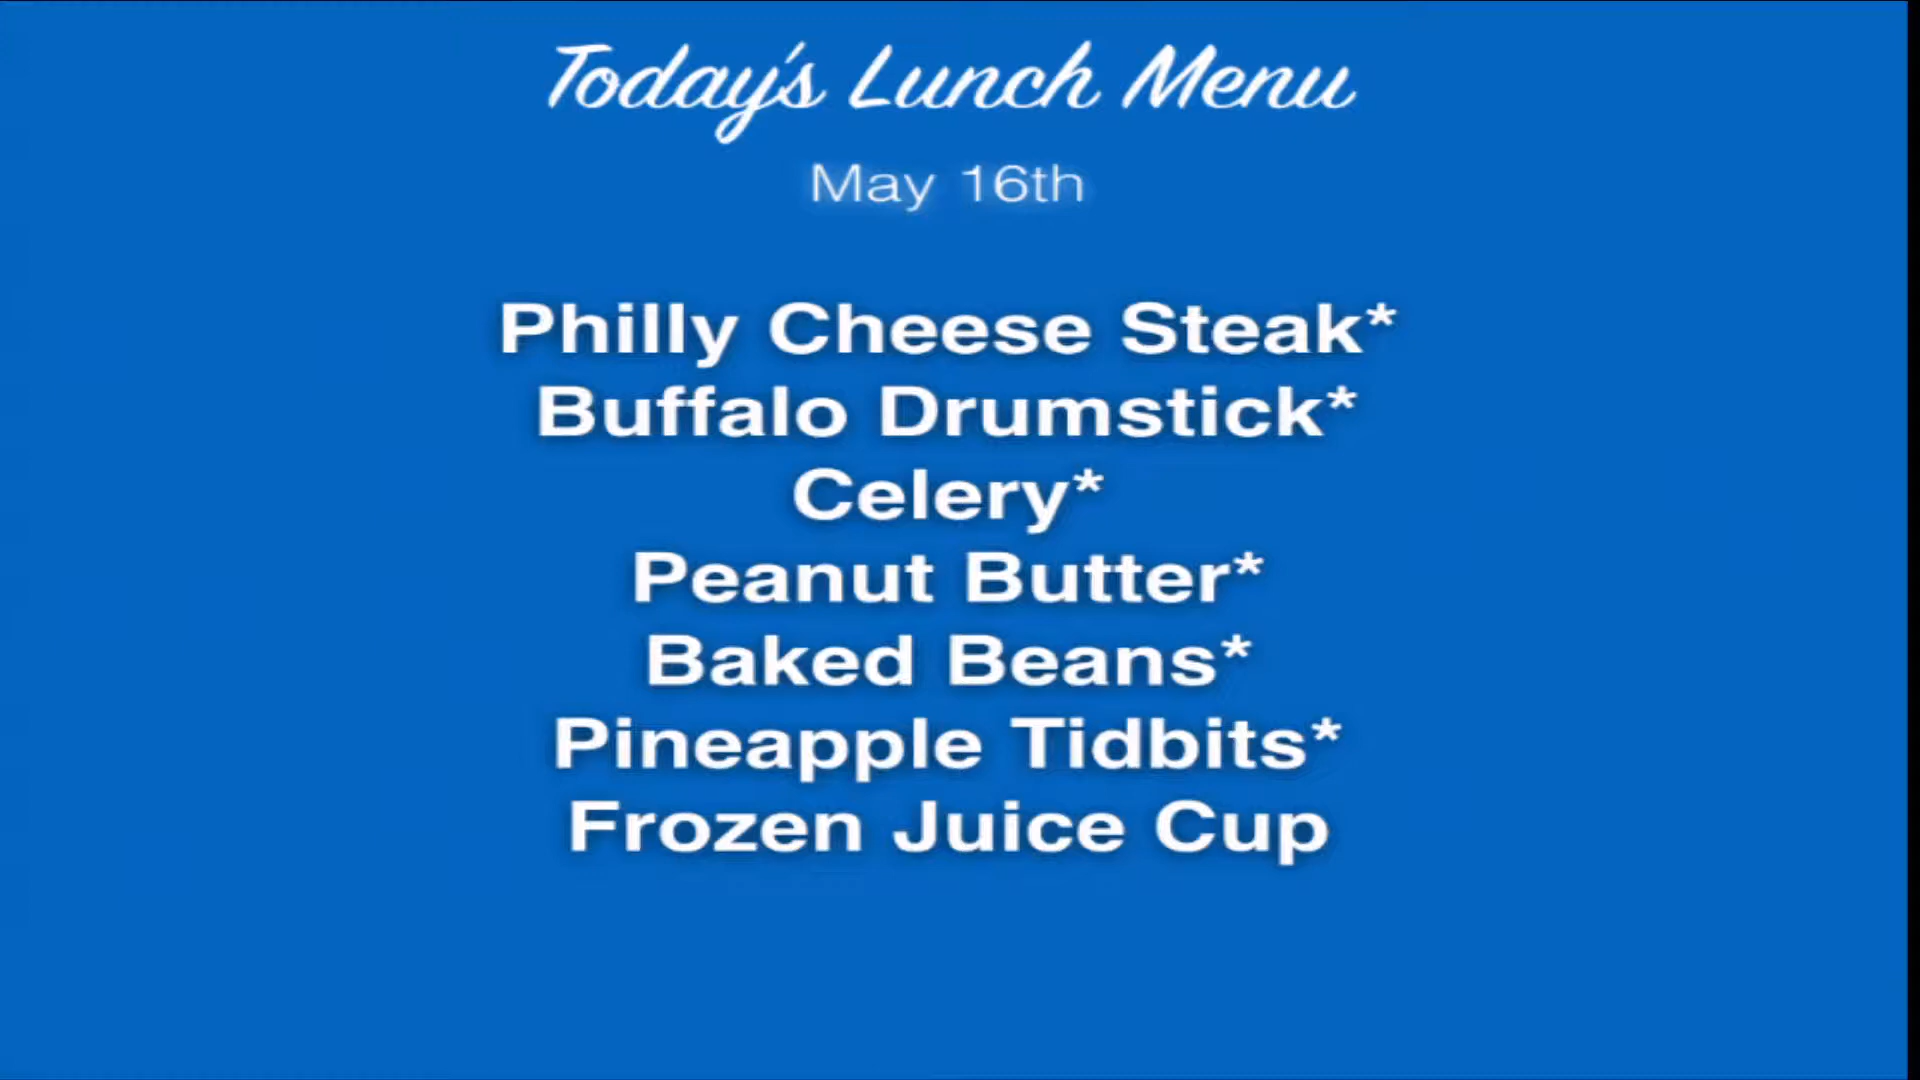 Today's Lunch Menu
May 16th
Philly Cheese Steak*
Buffalo Drumstick*
Celery*
Peanut Butter*
Baked Beans*
Pineapple Tidbits*
Frozen Juice Cup